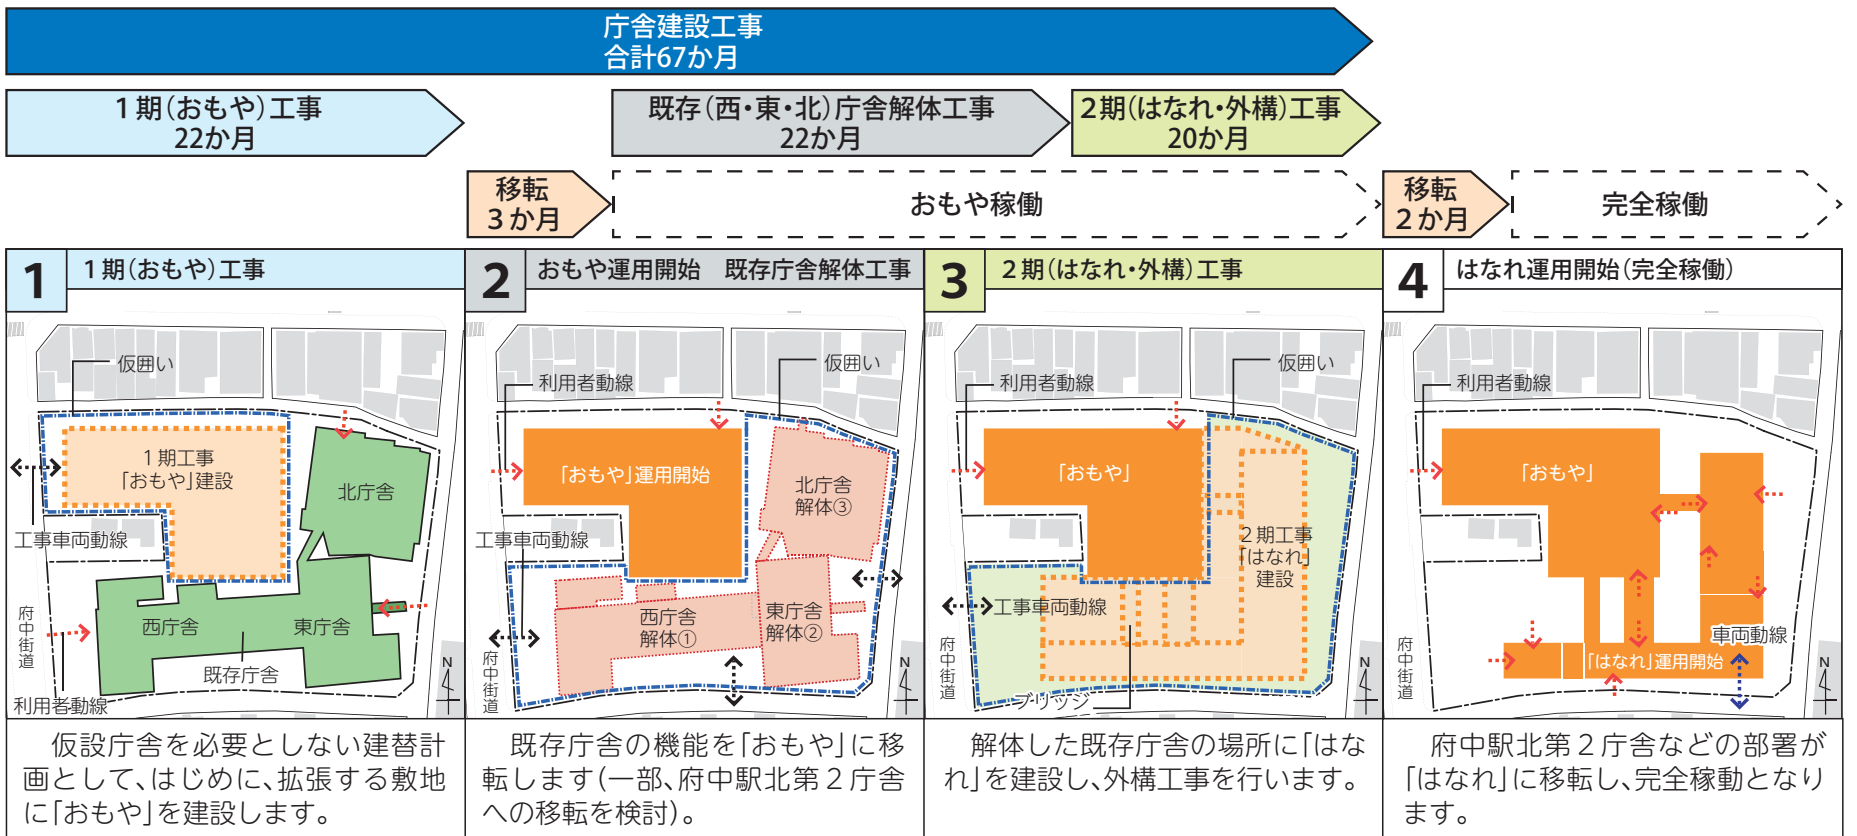 庁舎建設工事
合計67か月
1期(おもや)工事
22か月
既存(西・東・北)庁舎解体工事
22か月
2期(はなれ・外構)工事
20か月
移転
3か月
おもや稼働
移転
2か月
完全稼働
1
1期(おもや)工事
仮囲い
1期工事
「おもや」建設
北庁舎
工事車両動線
府中街道
西庁舎
東庁舎
既存庁舎
利用者動線
N
仮設庁舎を必要としない建替計
画として、はじめに、拡張する敷地
に「おもや」を建設します。
2
おもや運用開始 既存庁舎解体工事
仮囲い
利用者動線
「おもや」運用開始
北庁舎
解体③
工事車両動線
西庁舎
解体①
東庁舎
解体②
府中街道
N
既存庁舎の機能を「おもや」に移
転します(一部、府中駅北第2庁舎
への移転を検討)。
3
2期(はなれ・外構)工事
仮囲い
利用者動線
「おもや」
2期工事
「はなれ」
建設
工事車両動線
府中街道
ブリッジ
N
解体した既存庁舎の場所に「はな
れ」を建設し、外構工事を行います。
4
はなれ運用開始(完全稼働)
利用者動線
「おもや」
車両動線
「はなれ」運用開始
府中街道
N
府中駅北第2庁舎などの部署が
「はなれ」に移転し、完全稼動となり
ます。